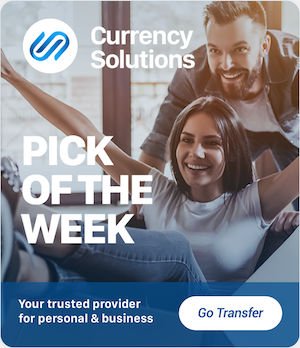 Currency
Solutions
PICK
OF THE
WEEK
Your trusted provider
for personal & business
Go Transfer